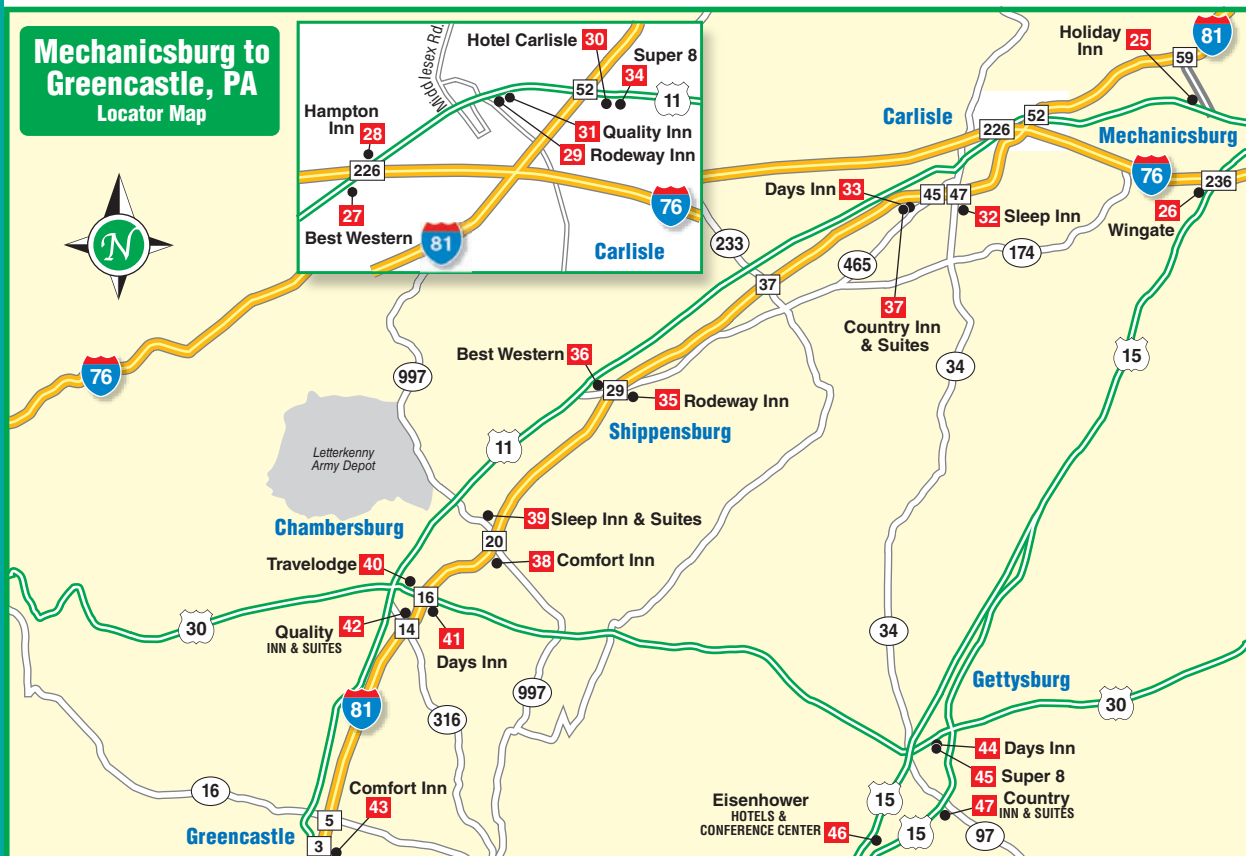 Mechanicsburg to
Greencastle, PA
Locator Map
Hotel Carlisle 30
Super 8
34
Middlesex Rd.
52
11
Hampton
Inn
28
31 Quality Inn
29 Rodeway Inn
226
27
Best Western
76
81
Carlisle
N
Holiday
Inn
25
81
59
52
Carlisle
226
Mechanicsburg
76
236
Days Inn 33
45
47
32 Sleep Inn
26
Wingate
233
174
465
37
37
Country Inn
& Suites
15
76
997
34
Best Western 36
29
35 Rodeway Inn
Shippensburg
11
Letterkenny
Army Depot
Chambersburg
39 Sleep Inn & Suites
20
38 Comfort Inn
Travelodge 40
16
30
Quality
INN & SUITES
42
14
41
Days Inn
34
Gettysburg
997
30
81
316
44 Days Inn
45 Super 8
16
Comfort Inn
43
15
Eisenhower
HOTELS &
CONFERENCE CENTER
46
47 Country
INN & SUITES
5
15
97
Greencastle
3